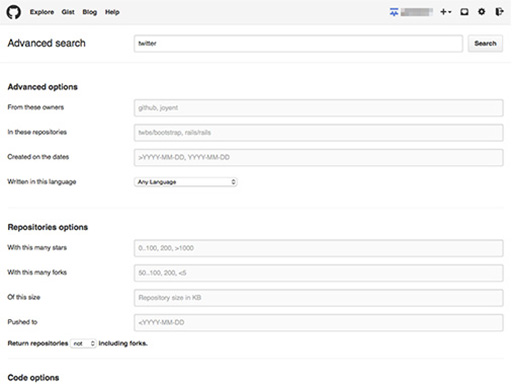 Explore Gist Blog Help
Advanced search twitter Search
Advanced options
From these owners github, joyent
In these repositories twbs/bootstrap, rails/rails
Created on the dates >YYYY-MM-DD, YYYY-MM-DD
Written in this language Any Language
Repositories options
With this many stars 0..100, 200, >1000
With this many forks 50..100, 200, <5
Of this size Repository size in KB
Pushed to <YYYY-MM-DD
Return repositories not including forks.
Code options